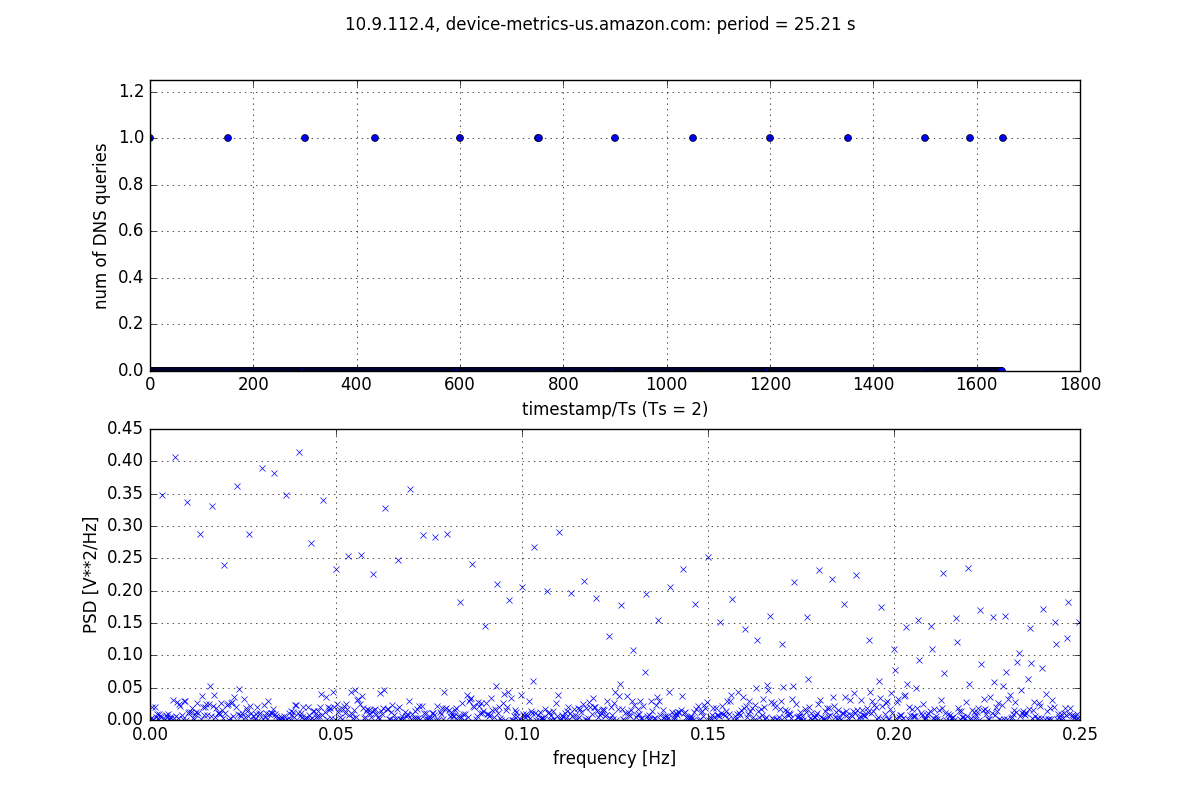 10.9.112.4, device-metrics-us.amazon.com: period = 25.21 s
num of DNS queries
1.2
1.0
0.8
0.6
0.4
0.2
0.0
0 200 400 600 800 1000 1200 1400 1600 1800
timestamp/Ts (Ts = 2)
PSD [V**2/Hz]
0.45
0.40
0.35
0.30
0.25
0.20
0.15
0.10
0.05
0.00
0.00 0.05 0.10 0.15 0.20 0.25
frequency [Hz]